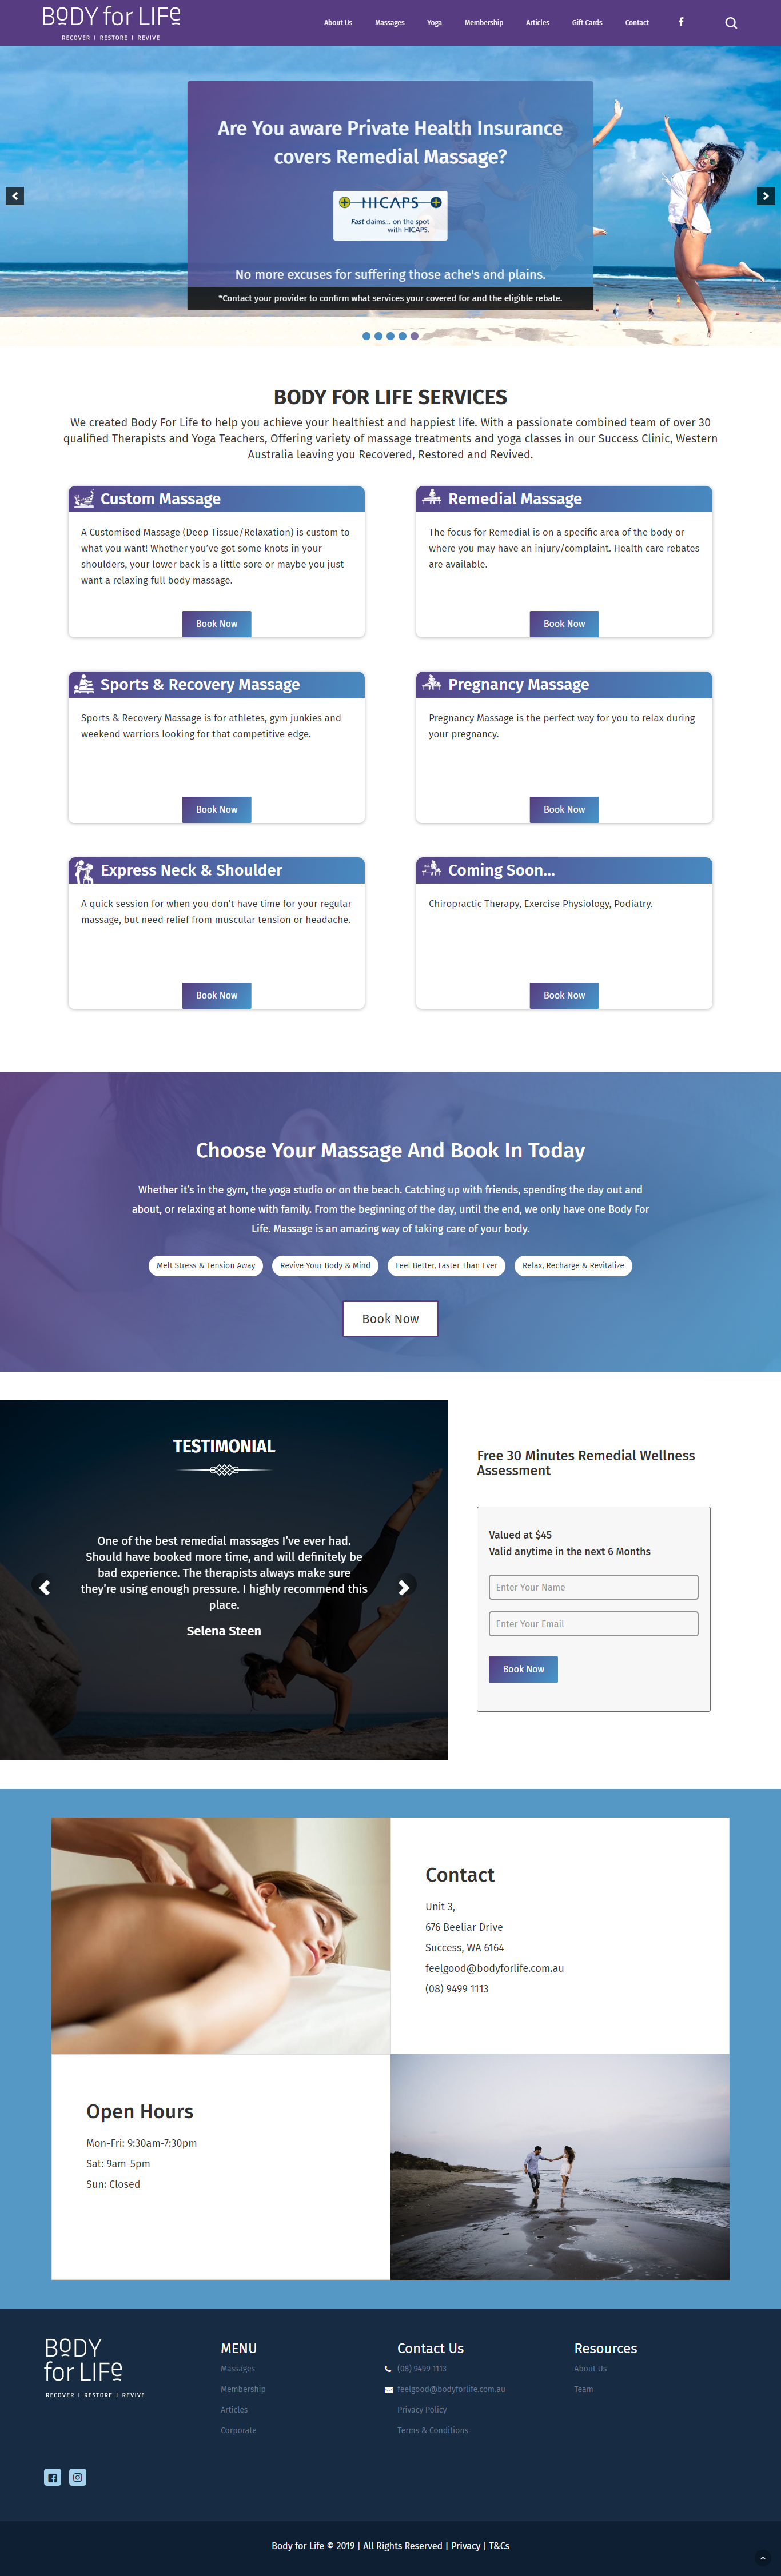 BODY for LIFE
RECOVER | RESTORE | REVIVE
About Us
Massages
Yoga
Membership
Articles
Gift Cards
Contact
Are You aware Private Health Insurance
covers Remedial Massage?
HICAPS
Fast claims... on the spot
with HICAPS.
No more excuses for suffering those ache's and plains.
*Contact your provider to confirm what services your covered for and the eligible rebate.
BODY FOR LIFE SERVICES
We created Body For Life to help you achieve your healthiest and happiest life. With a passionate combined team of over 30
qualified Therapists and Yoga Teachers, Offering variety of massage treatments and yoga classes in our Success Clinic, Western
Australia leaving you Recovered, Restored and Revived.
Custom Massage
A Customised Massage (Deep Tissue/Relaxation) is custom to
what you want! Whether you've got some knots in your
shoulders, your lower back is a little sore or maybe you just
want a relaxing full body massage.
Book Now
Remedial Massage
The focus for Remedial is on a specific area of the body or
where you may have an injury/complaint. Health care rebates
are available.
Book Now
Sports & Recovery Massage
Sports & Recovery Massage is for athletes, gym junkies and
weekend warriors looking for that competitive edge.
Book Now
Pregnancy Massage
Pregnancy Massage is the perfect way for you to relax during
your pregnancy.
Book Now
Express Neck & Shoulder
A quick session for when you don't have time for your regular
massage, but need relief from muscular tension or headache.
Book Now
Coming Soon...
Chiropractic Therapy, Exercise Physiology, Podiatry.
Book Now
Choose Your Massage And Book In Today
Whether it's in the gym, the yoga studio or on the beach. Catching up with friends, spending the day out and
about, or relaxing at home with family. From the beginning of the day, until the end, we only have one Body For
Life. Massage is an amazing way of taking care of your body.
Melt Stress & Tension Away
Revive Your Body & Mind
Feel Better, Faster Than Ever
Relax, Recharge & Revitalize
Book Now
TESTIMONIAL
One of the best remedial massages I've ever had.
Should have booked more time, and will definitely be
bad experience. The therapists always make sure
they're using enough pressure. I highly recommend this
place.
Selena Steen
Free 30 Minutes Remedial Wellness
Assessment
Valued at $45
Valid anytime in the next 6 Months
Enter Your Name
Enter Your Email
Book Now
Contact
Unit 3,
676 Beeliar Drive
Success, WA 6164
feelgood@bodyforlife.com.au
(08) 9499 1113
Open Hours
Mon-Fri: 9:30am-7:30pm
Sat: 9am-5pm
Sun: Closed
BODY
for LIFE
RECOVER | RESTORE | REVIVE
MENU
Massages
Membership
Articles
Corporate
Contact Us
(08) 9499 1113
feelgood@bodyforlife.com.au
Privacy Policy
Terms & Conditions
Resources
About Us
Team
Body for Life © 2019 | All Rights Reserved | Privacy | T&Cs